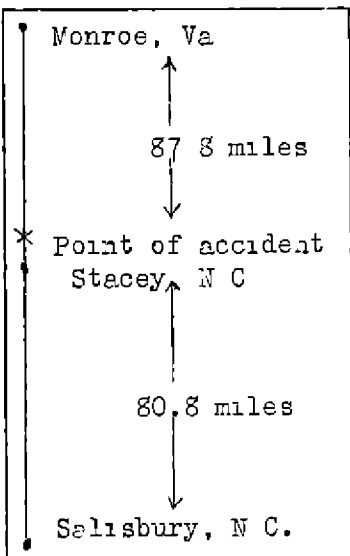 Monroe, Va
87 8 miles
Point of accident
Stacey, N C
80.8 miles
Salisbury, N C.